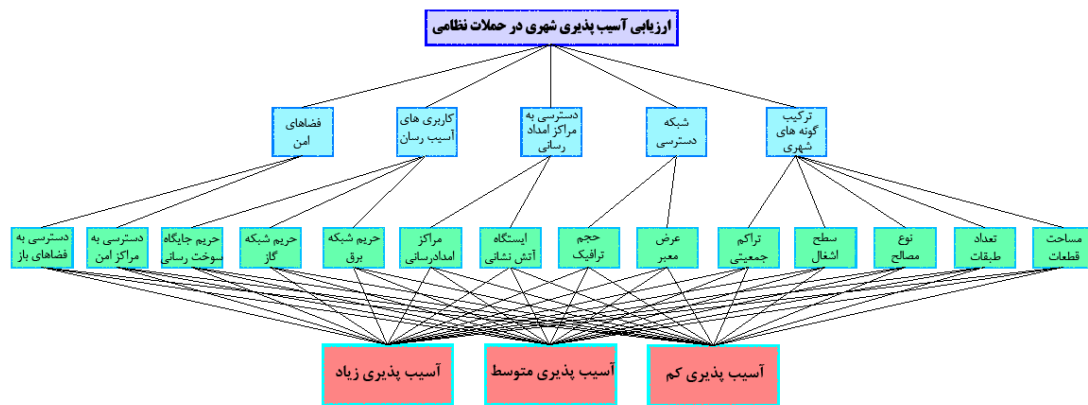 ارزیابی آسیب پذیری شهری در حملات نظامی
ترکیب
گونه های
شهری
شبکه
دسترسی
دسترسی به
مراکز امداد
رسانی
کاربری های
آسیب رسان
فضاهای
امن
مساحت
قطعات
تعداد
طبقات
نوع
مصالح
سطح
اشغال
تراکم
جمعیتی
عرض
معبر
حجم
ترافیک
ایستگاه
آتش نشانی
مراکز
امدادرسانی
حریم شبکه
برق
حریم شبکه
گاز
حریم جایگاه
سوخت رسانی
دسترسی به
مراکز امن
دسترسی به
فضاهای باز
آسیب پذیری کم
آسیب پذیری متوسط
آسیب پذیری زیاد